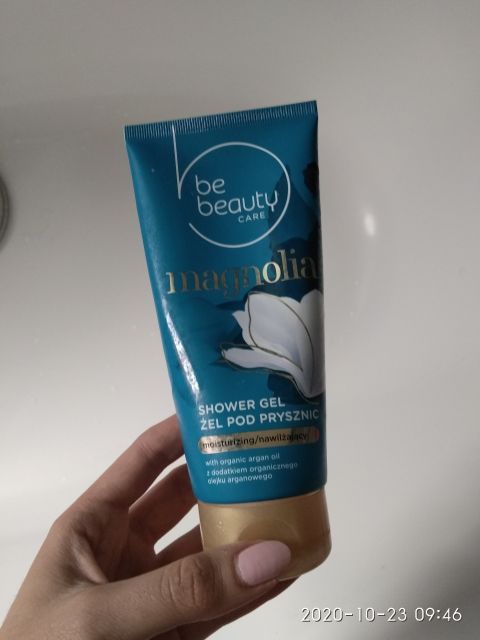 be
beauty
CARE
magnolia
SHOWER GEL
ŻEL POD PRYSZNIC
moisturizing/nawilżający
with organic argan oil
z dodatkiem organicznego
olejku arganowego
2020-10-23 09:46